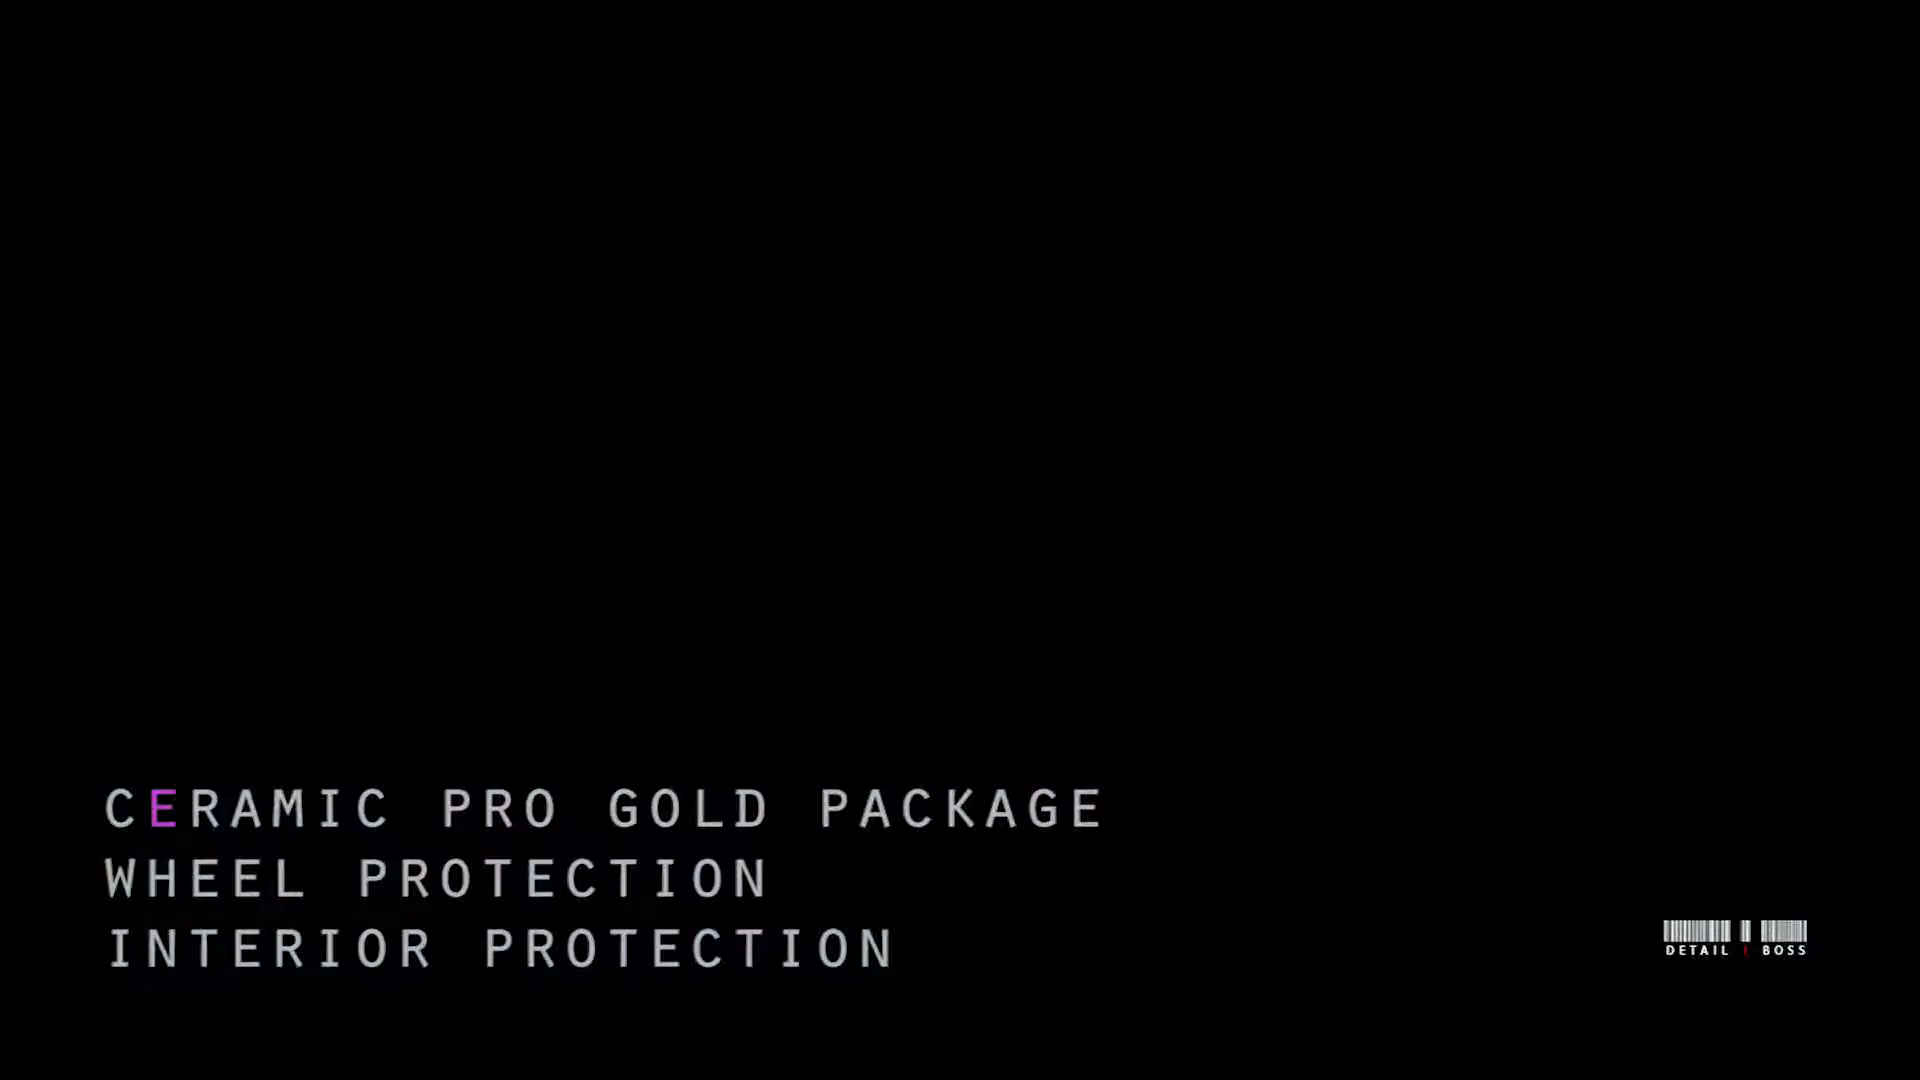 CERAMIC PRO GOLD PACKAGE
WHEEL PROTECTION
INTERIOR PROTECTION
DETAIL I BOSS